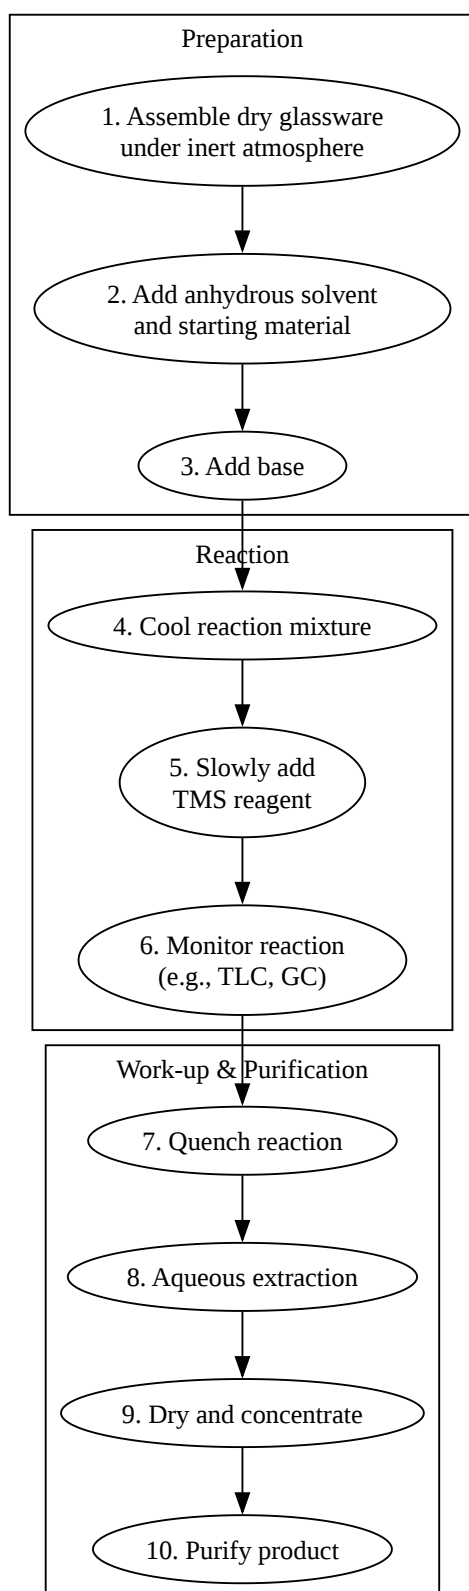 Preparation
1. Assemble dry glassware
under inert atmosphere
2. Add anhydrous solvent
and starting material
3. Add base
Reaction
4. Cool reaction mixture
5. Slowly add
TMS reagent
6. Monitor reaction
(e.g., TLC, GC)
Work-up & Purification
7. Quench reaction
8. Aqueous extraction
9. Dry and concentrate
10. Purify product